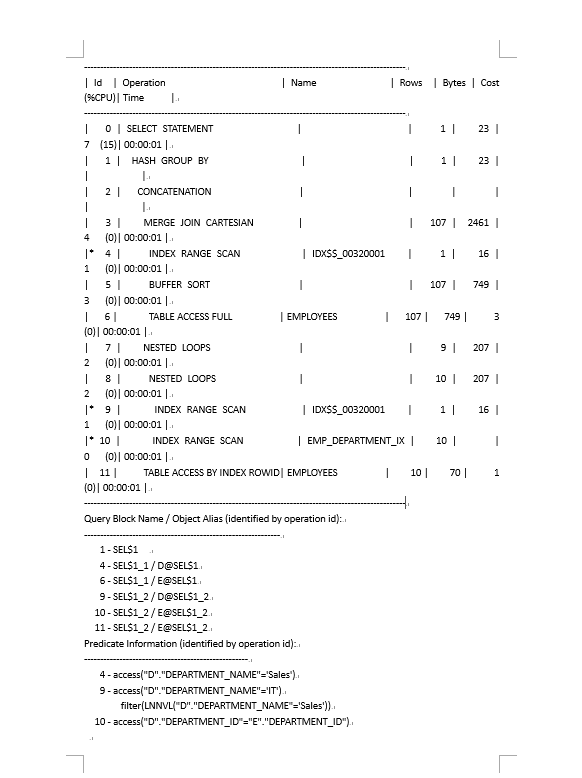 --------------------------------------------------------------------------------
| Id | Operation | Name | Rows | Bytes | Cost
(%CPU)| Time |
--------------------------------------------------------------------------------
| 0 | SELECT STATEMENT | | 1 | 23 |
7 (15)| 00:00:01 |
| 1 | HASH GROUP BY | | 1 | 23 |
| |
| 2 | CONCATENATION | | | |
| |
| 3 | MERGE JOIN CARTESIAN | | 107 | 2461 |
4 (0)| 00:00:01 |
|* 4 | INDEX RANGE SCAN | IDX$$_00320001 | 1 | 16 |
1 (0)| 00:00:01 |
| 5 | BUFFER SORT | | 107 | 749 |
3 (0)| 00:00:01 |
| 6 | TABLE ACCESS FULL | EMPLOYEES | 107 | 749 | 3
(0)| 00:00:01 |
| 7 | NESTED LOOPS | | 9 | 207 |
2 (0)| 00:00:01 |
| 8 | NESTED LOOPS | | 10 | 207 |
2 (0)| 00:00:01 |
|* 9 | INDEX RANGE SCAN | IDX$$_00320001 | 1 | 16 |
1 (0)| 00:00:01 |
|* 10 | INDEX RANGE SCAN | EMP_DEPARTMENT_IX | 10 | |
0 (0)| 00:00:01 |
| 11 | TABLE ACCESS BY INDEX ROWID| EMPLOYEES | 10 | 70 | 1
(0)| 00:00:01 |
--------------------------------------------------------------------------------
Query Block Name / Object Alias (identified by operation id):
-------------------------------------------------------------
1 - SEL$1
4 - SEL$1_1 / D@SEL$1
6 - SEL$1_1 / E@SEL$1
9 - SEL$1_2 / D@SEL$1_2
10 - SEL$1_2 / E@SEL$1_2
11 - SEL$1_2 / E@SEL$1_2
Predicate Information (identified by operation id):
---------------------------------------------------
4 - access("D"."DEPARTMENT_NAME"='Sales')
9 - access("D"."DEPARTMENT_NAME"='IT')
filter(LNNVL("D"."DEPARTMENT_NAME"='Sales'))
10 - access("D"."DEPARTMENT_ID"="E"."DEPARTMENT_ID")